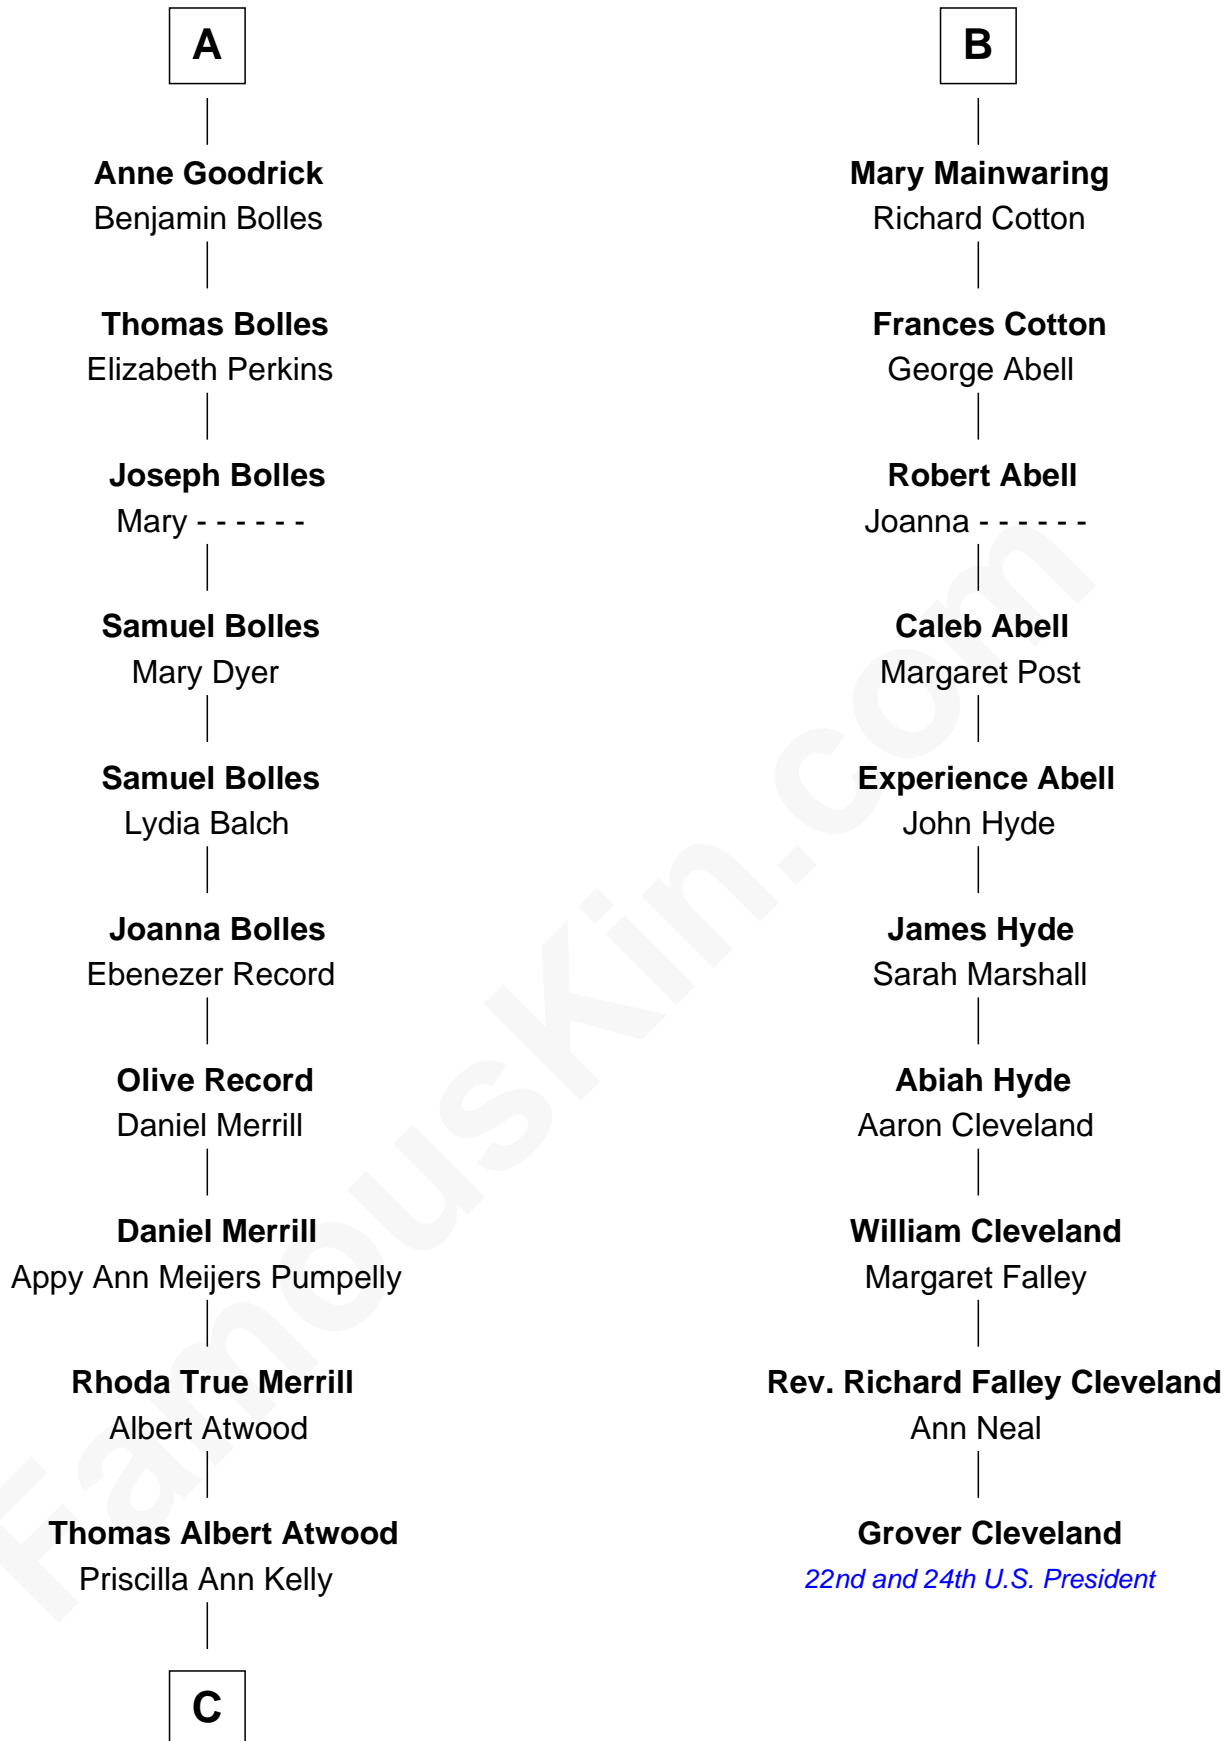 A
Anne Goodrick
Benjamin Bolles
Thomas Bolles
Elizabeth Perkins
Joseph Bolles
Mary - - - - - -
Samuel Bolles
Mary Dyer
Samuel Bolles
Lydia Balch
Joanna Bolles
Ebenezer Record
Olive Record
Daniel Merrill
Daniel Merrill
Appy Ann Meijers Pumpelly
Rhoda True Merrill
Albert Atwood
Thomas Albert Atwood
Priscilla Ann Kelly
C
B
Mary Mainwaring
Richard Cotton
Frances Cotton
George Abell
Robert Abell
Joanna - - - - - -
Caleb Abell
Margaret Post
Experience Abell
John Hyde
James Hyde
Sarah Marshall
Abiah Hyde
Aaron Cleveland
William Cleveland
Margaret Falley
Rev. Richard Falley Cleveland
Ann Neal
Grover Cleveland
22nd and 24th U.S. President
FamousKin.com